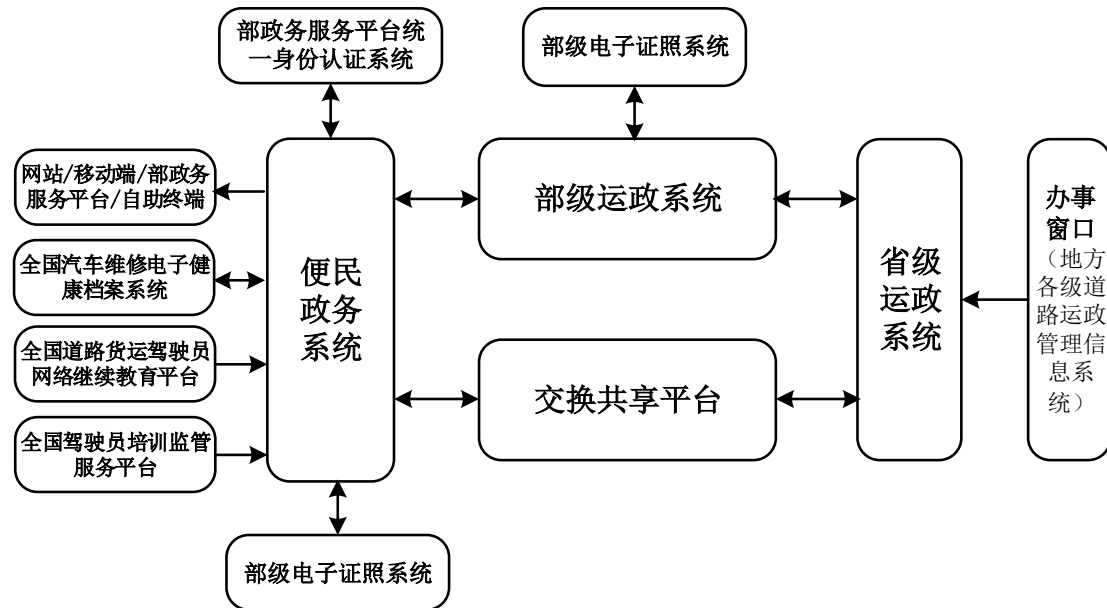 部政务服务平台统
一身份认证系统
部级电子证照系统
网站/移动端/部政务
服务平台/自助终端
全国汽车维修电子健
康档案系统
全国道路货运驾驶员
网络继续教育平台
全国驾驶员培训监管
服务平台
便民
政务
系统
部级运政系统
交换共享平台
省级
运政
系统
办事
窗口
（地方
各级道
路运政
管理信
息系
统）
部级电子证照系统